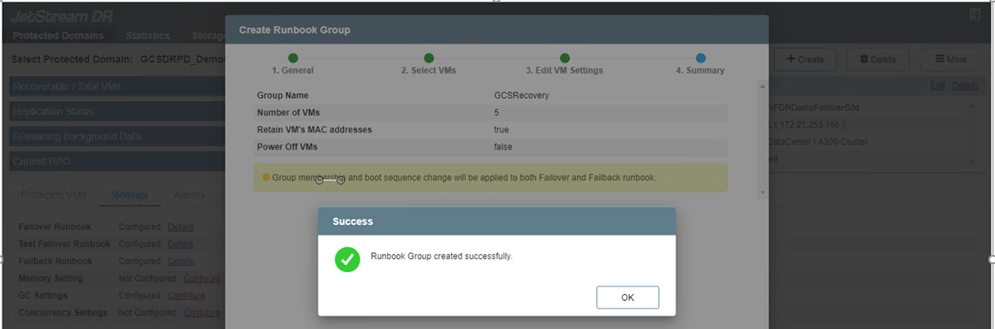 JetStream DR
Protected Domains Statistics Storag
Select Protected Domain: GCSDRPD_Demo
+ Create Delete More
Recoverable / Total VMs
Replication Status
Remaining Background Data
Current RPO
Edit Details
NFDRDemoFailoverSite
( 172.21.253.160 )
DataCenter \ A300-Cluster
ed
Protected VMs Settings Alarms
Failover Runbook Configured Details
Test Failover Runbook Configured Details
Failback Runbook Configured Details
Memory Setting Not Configured Configure
GC Settings Configured Configure
Concurrency Settings Not Configured Configure
Create Runbook Group
1. General 2. Select VMs 3. Edit VM Settings 4. Summary
Group Name GCSRecovery
Number of VMs 5
Retain VM's MAC addresses true
Power Off VMs false
Group membership and boot sequence change will be applied to both Failover and Failback runbook.
Success
Runbook Group created successfully.
OK